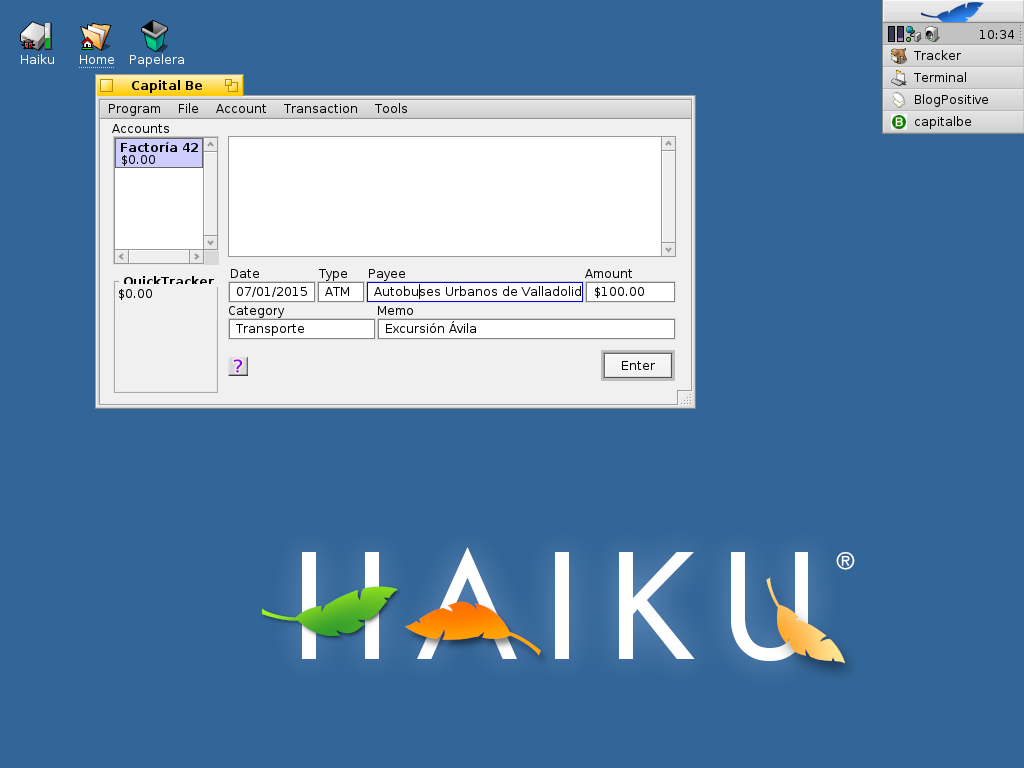 10:34
Tracker
Terminal
BlogPositive
capitalbe
Haiku Home Papelera
Capital Be
Program File Account Transaction Tools
Accounts
Factoría 42
$0.00
QuickTracker
$0.00
Date Type Payee Amount
07/01/2015 ATM Autobuses Urbanos de Valladolid $100.00
Category Memo
Transporte Excursión Ávila
? Enter
HAIKU®